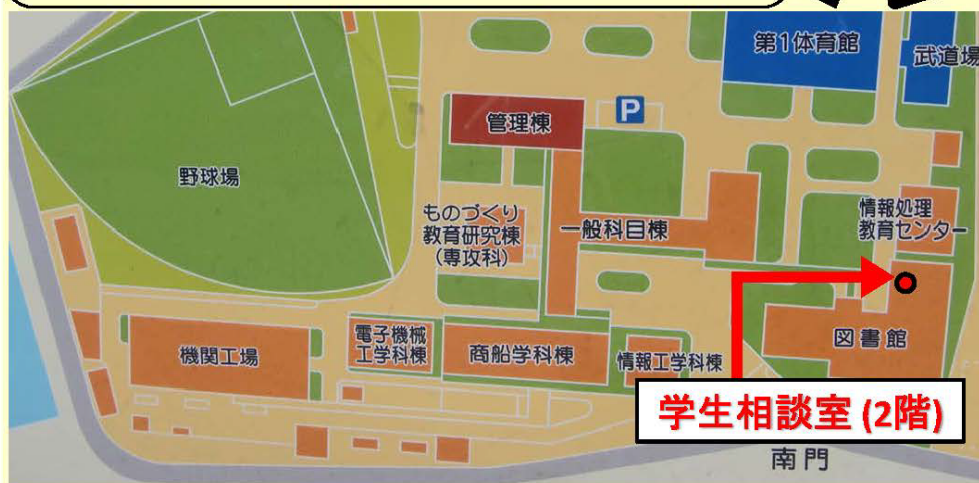 第1体育館
武道場
管理棟
P
野球場
ものづくり
教育研究棟
(専攻科)
一般科目棟
情報処理
教育センター
機関工場
電子機械
工学科棟
商船学科棟
情報工学科棟
図書館
学生相談室 (2階)
南門